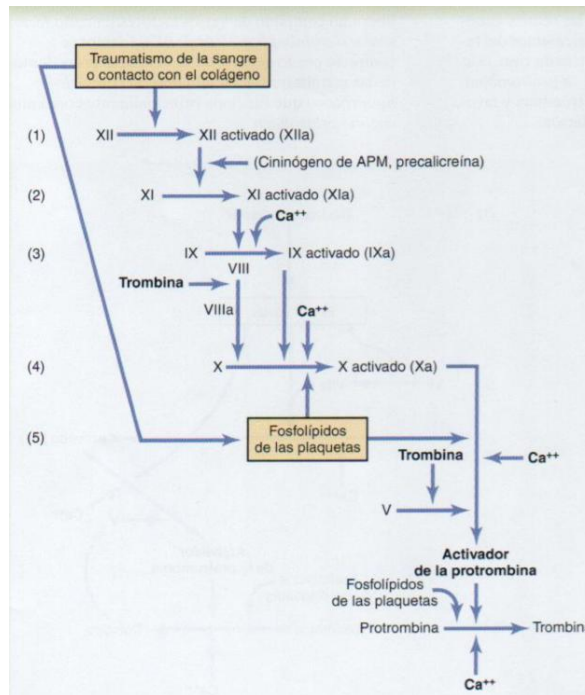 Traumatismo de la sangre
o contacto con el colágeno
(1) XII XII activado (XIIa)
(Cininógeno de APM, precalicreína)
(2) XI XI activado (XIa)
Ca++
(3) IX IX activado (IXa)
VIII
Trombina
VIIIa
Ca++
(4) X X activado (Xa)
(5)
Fosfolípidos
de las plaquetas
Trombina
Ca++
V
Activador
de la protrombina
Fosfolípidos
de las plaquetas
Protrombina Trombin
Ca++